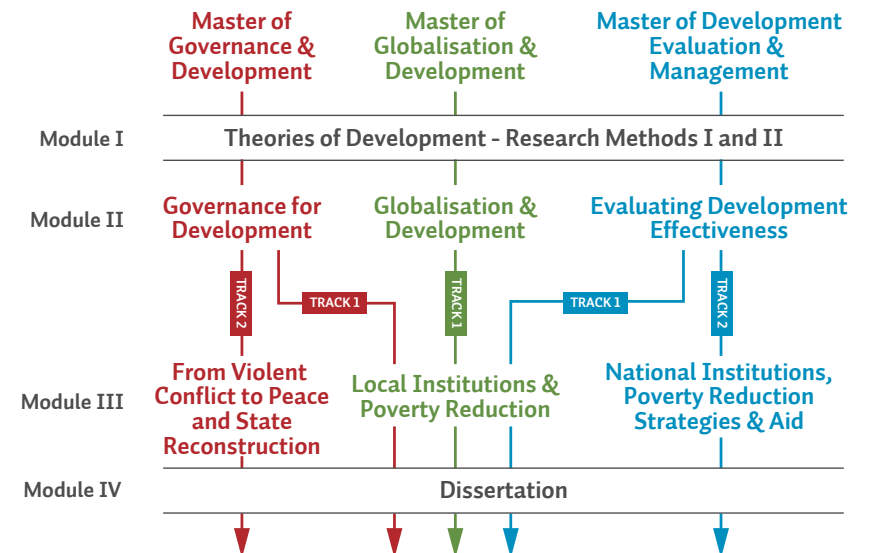 Master of
Governance &
Development
Master of
Globalisation &
Development
Master of Development
Evaluation &
Management
Module I
Theories of Development - Research Methods I and II
Module II
Governance for
Development
Globalisation &
Development
Evaluating Development
Effectiveness
TRACK 2
TRACK 1
TRACK 1
TRACK 1
TRACK 2
Module III
From Violent
Conflict to Peace
and State
Reconstruction
Local Institutions &
Poverty Reduction
National Institutions,
Poverty Reduction
Strategies & Aid
Module IV
Dissertation